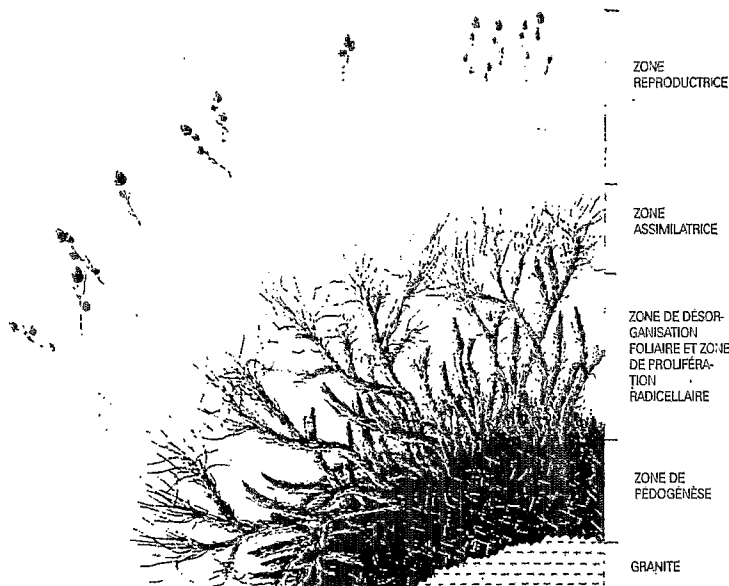 ZONE
REPRODUCTRICE
ZONE
ASSIMILATRICE
ZONE DE DÉSOR-
GANISATION
FOLIAIRE ET ZONE
DE PROLIFÉRA-
TION
RADICELLAIRE
ZONE DE
PÉDOGÉNÈSE
GRANITE